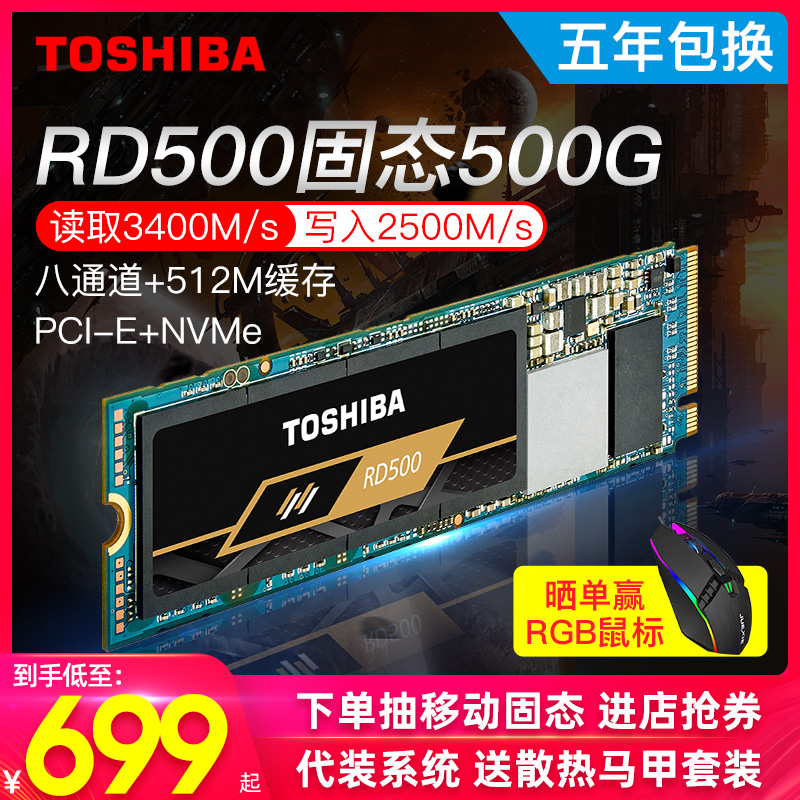 TOSHIBA
五年包换
RD500固态500G
读取3400M/s 写入2500M/s
八通道+512M缓存
PCI-E+NVMe
TOSHIBA
RD500
晒单赢
RGB鼠标
到手低至:
¥699起
下单抽移动固态 进店抢券
代装系统 送散热马甲套装